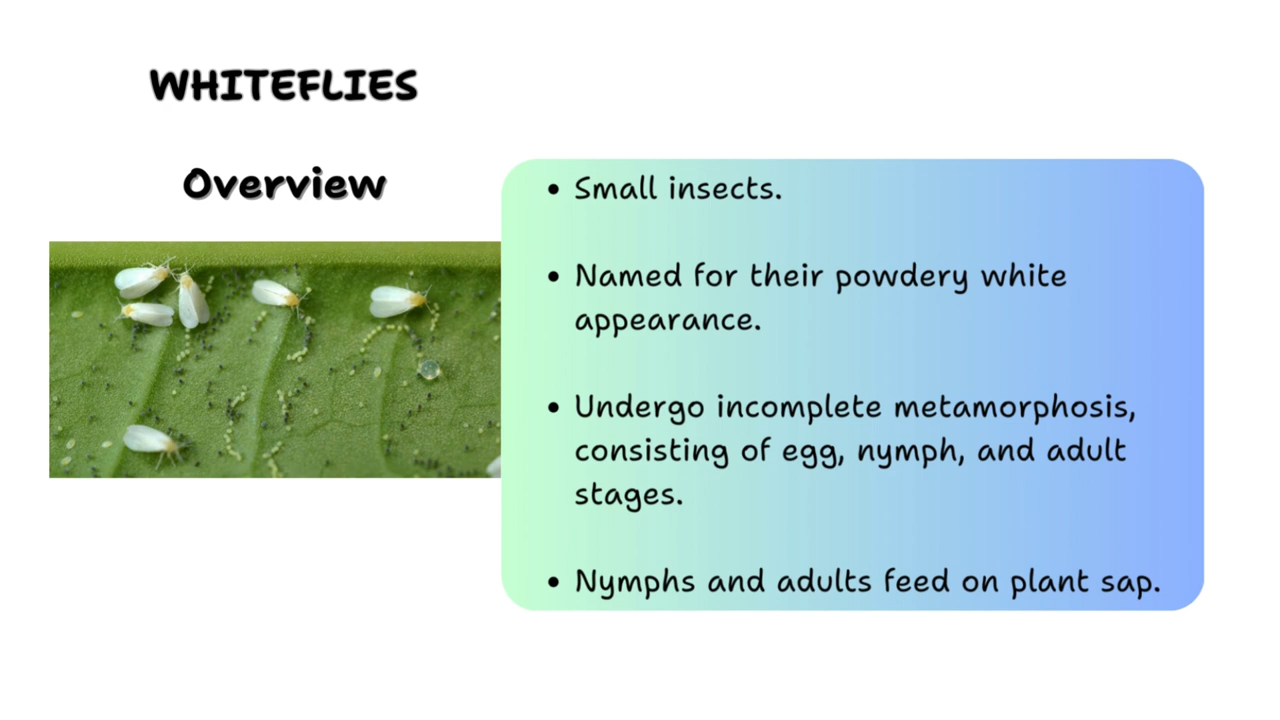 WHITEFLIES
Overview
• Small insects.
• Named for their powdery white
appearance.
• Undergo incomplete metamorphosis,
consisting of egg, nymph, and adult
stages.
• Nymphs and adults feed on plant sap.